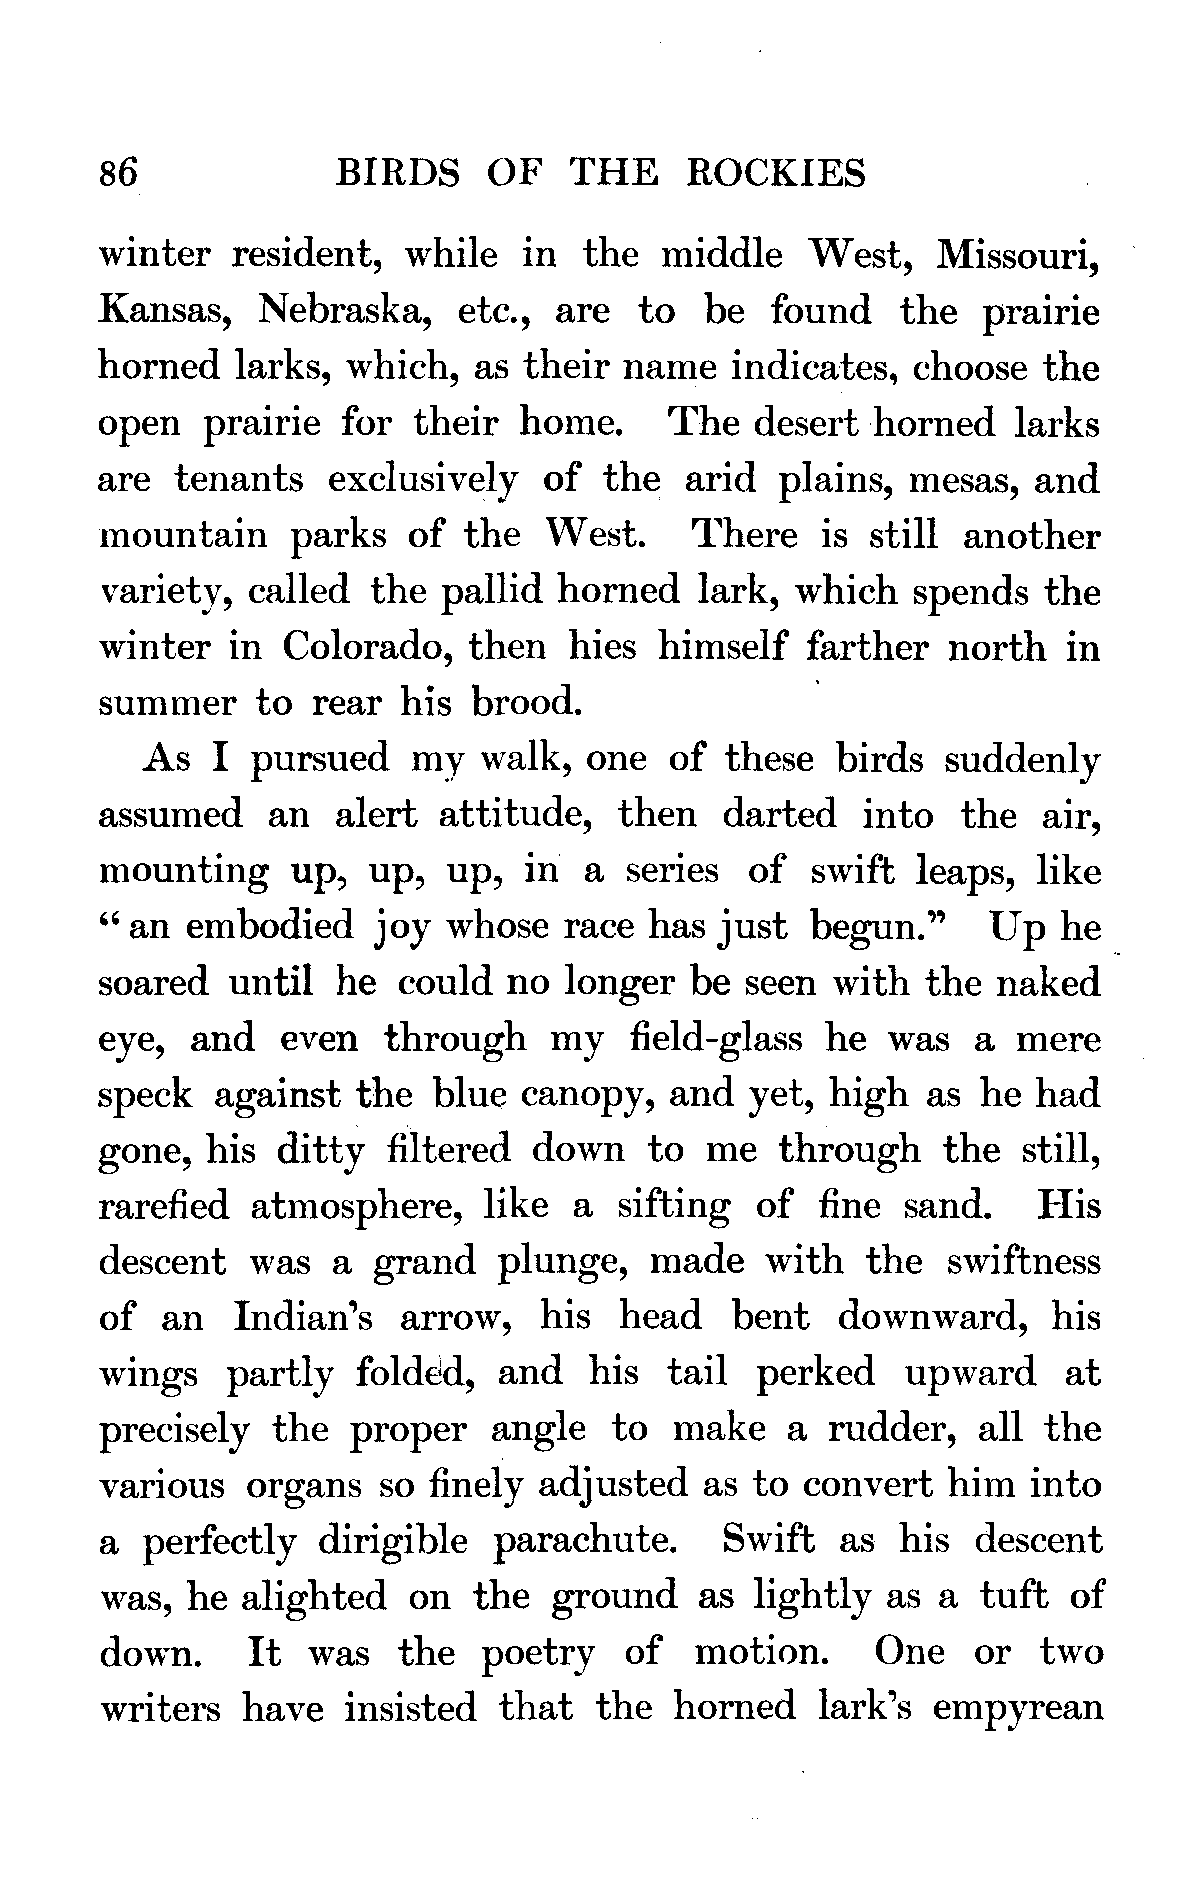 86 BIRDS OF THE ROCKIES
winter resident, while in the middle West, Missouri,
Kansas, Nebraska, etc., are to be found the prairie
horned larks, which, as their name indicates, choose the
open prairie for their home. The desert horned larks
are tenants exclusively of the arid plains, mesas, and
mountain parks of the West. There is still another
variety, called the pallid horned lark, which spends the
winter in Colorado, then hies himself farther north in
summer to rear his brood.
As I pursued my walk, one of these birds suddenly
assumed an alert attitude, then darted into the air,
mounting up, up, up, in a series of swift leaps, like
“an embodied joy whose race has just begun.” Up he
soared until he could no longer be seen with the naked
eye, and even through my field-glass he was a mere
speck against the blue canopy, and yet, high as he had
gone, his ditty filtered down to me through the still,
rarefied atmosphere, like a sifting of fine sand. His
descent was a grand plunge, made with the swiftness
of an Indian's arrow, his head bent downward, his
wings partly folded, and his tail perked upward at
precisely the proper angle to make a rudder, all the
various organs so finely adjusted as to convert him into
a perfectly dirigible parachute. Swift as his descent
was, he alighted on the ground as lightly as a tuft of
down. It was the poetry of motion. One or two
writers have insisted that the horned lark's empyrean